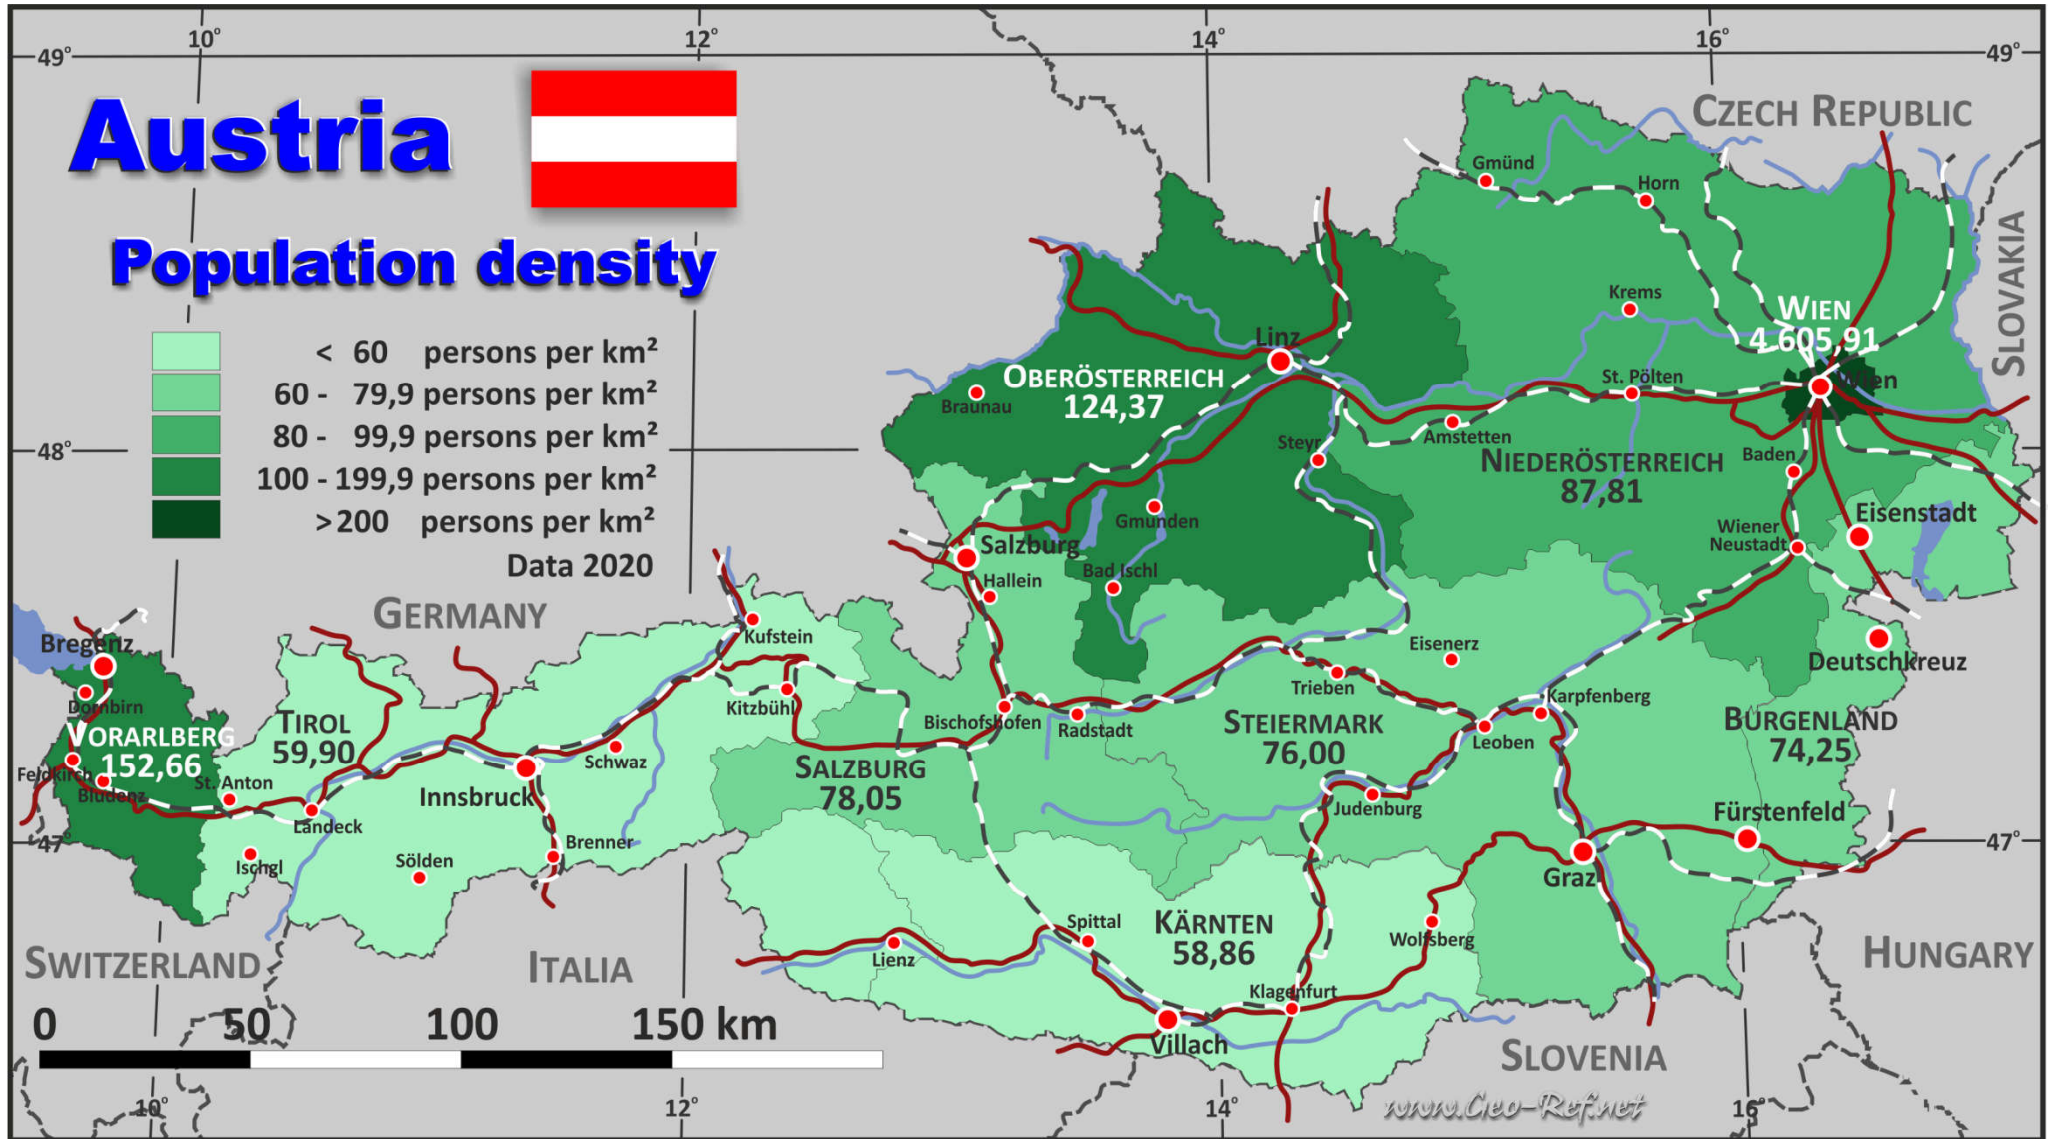 10°
12°
14°
16°
49°
49°
Austria
CZECH REPUBLIC
Gmünd
Horn
SLOVAKIA
Population density
< 60 persons per km²
60 - 79,9 persons per km²
80 - 99,9 persons per km²
100 - 199,9 persons per km²
>200 persons per km²
Data 2020
Krems
WIEN
4 605,91
Wien
Linz
OBERÖSTERREICH
124,37
Braunau
St. Pölten
Amstetten
Steyr
NIEDERÖSTERREICH
87,81
Baden
48°
Gmunden
Wiener
Neustadt
Eisenstadt
Salzburg
Hallein
Bad Ischl
GERMANY
Bregenz
Kufstein
Eisenerz
Deutschkreuz
Dornbirn
Kitzbühl
Trieben
Karpfenberg
VORARLBERG
152,66
TIROL
59,90
Bischofshofen
Radstadt
STEIERMARK
76,00
Leoben
BURGENLAND
74,25
Feldkirch
Bludenz
St. Anton
Schwaz
SALZBURG
78,05
Innsbruck
Landeck
Judenburg
Fürstenfeld
47°
47°
Brenner
Ischgl
Sölden
Graz
Spittal
KÄRNTEN
58,86
Wolfsberg
Lienz
SWITZERLAND
ITALIA
HUNGARY
Klagenfurt
Villach
SLOVENIA
0 50 100 150 km
www.Geo-Ref.net
10°
12°
14°
16°